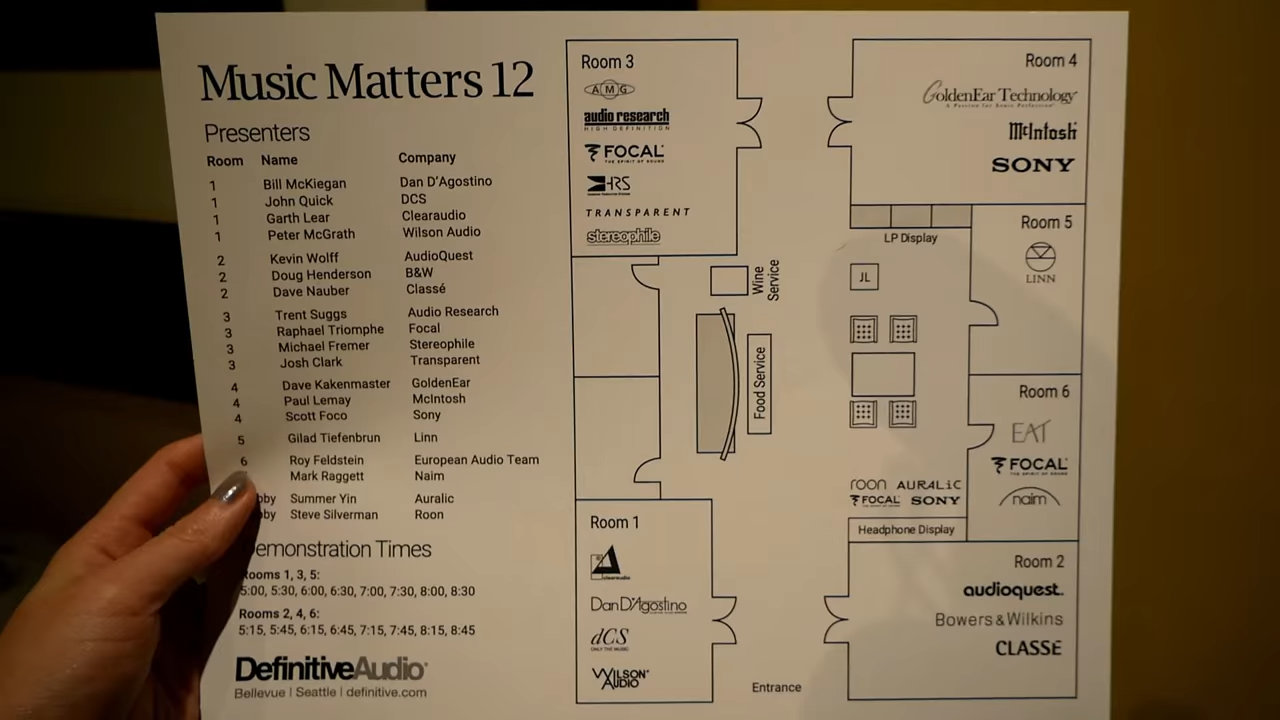 Music Matters 12
Presenters
Room Name Company
1 Bill McKiegan Dan D'Agostino
1 John Quick DCS
1 Garth Lear Clearaudio
1 Peter McGrath Wilson Audio
2 Kevin Wolff AudioQuest
2 Doug Henderson B&W
2 Dave Nauber Classé
3 Trent Suggs Audio Research
3 Raphael Triomphe Focal
3 Michael Fremer Stereophile
3 Josh Clark Transparent
4 Dave Kakenmaster GoldenEar
4 Paul Lemay McIntosh
4 Scott Foco Sony
5 Gilad Tiefenbrun Linn
6 Roy Feldstein European Audio Team
Mark Raggett Naim
bby Summer Yin Auralic
bby Steve Silverman Roon
emonstration Times
Rooms 1, 3, 5:
5:00, 5:30, 6:00, 6:30, 7:00, 7:30, 8:00, 8:30
Rooms 2, 4, 6:
5:15, 5:45, 6:15, 6:45, 7:15, 7:45, 8:15, 8:45
DefinitiveAudio
Bellevue | Seattle | definitive.com
Room 3
AMG
audio research
HIGH DEFINITION
FOCAL
THE SPIRIT OF SOUND
HRS
TRANSPARENT
stereophile
Room 4
GoldenEar Technology
McIntosh
SONY
LP Display
Room 5
LINN
Wine
Service
JL
Food Service
Room 6
EAT
FOCAL
THE SPIRIT OF SOUND
naim
roon AURALiC
FOCAL SONY
Headphone Display
Room 1
clearaudio
Dan D'Agostino
dCS
ONLY THE MUSIC
WILSON
AUDIO
Room 2
audioquest
Bowers & Wilkins
CLASSÉ
Entrance